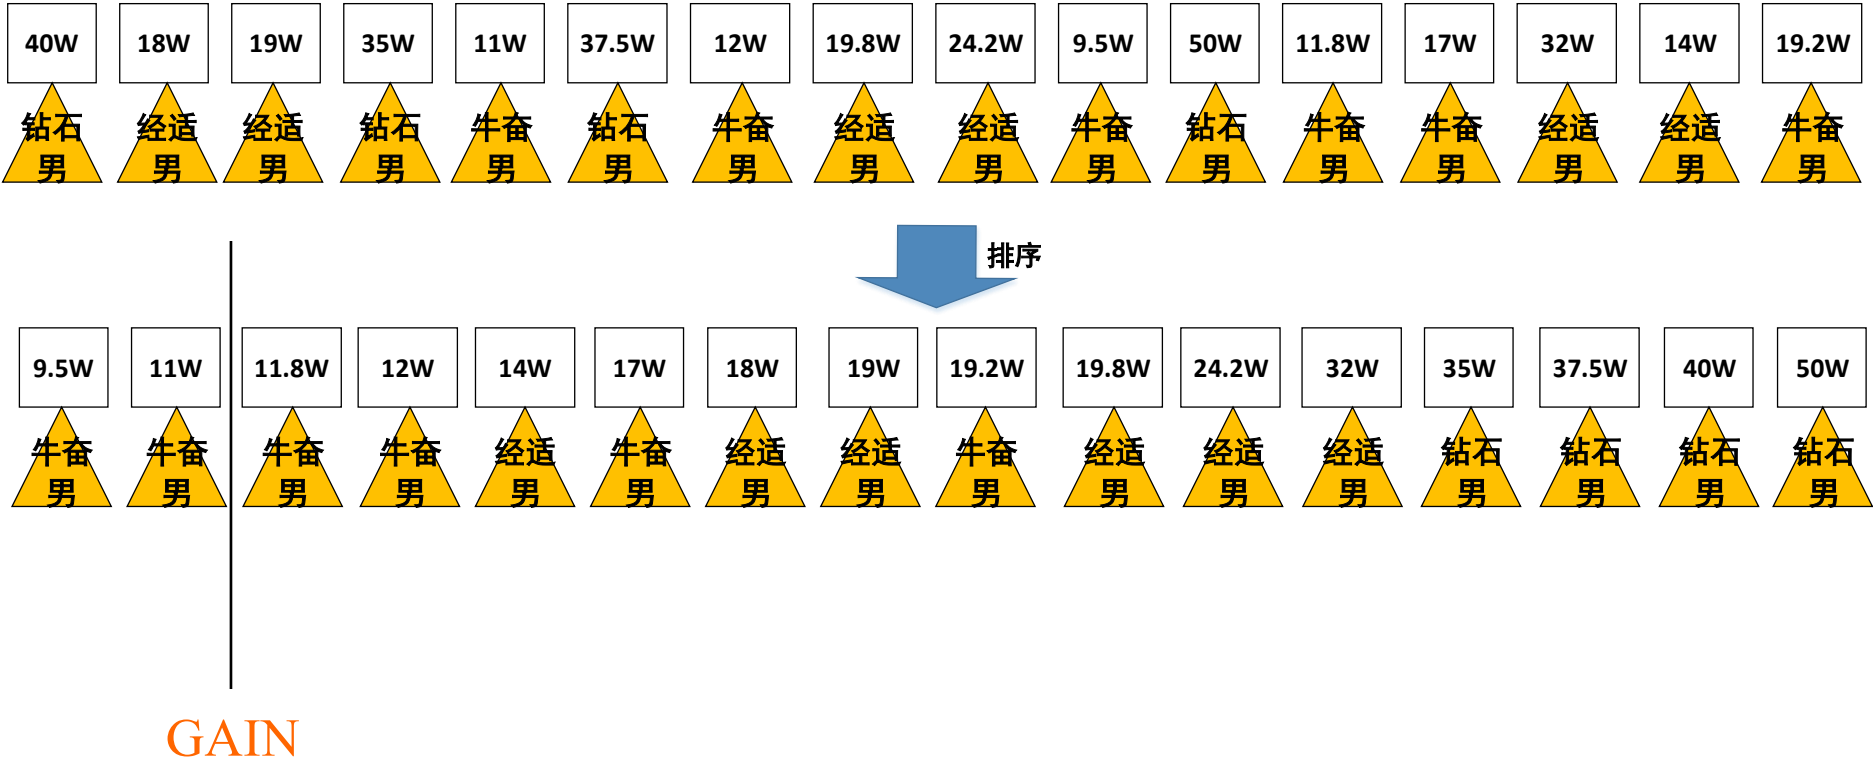 40W 18W 19W 35W 11W 37.5W 12W 19.8W 24.2W 9.5W 50W 11.8W 17W 32W 14W 19.2W
钻石 经适 经适 钻石 牛奋 钻石 牛奋 经适 经适 牛奋 钻石 牛奋 牛奋 经适 经适 牛奋
男 男 男 男 男 男 男 男 男 男 男 男 男 男 男 男
排序
9.5W 11W 11.8W 12W 14W 17W 18W 19W 19.2W 19.8W 24.2W 32W 35W 37.5W 40W 50W
牛奋 牛奋 牛奋 牛奋 经适 牛奋 经适 经适 牛奋 经适 经适 经适 钻石 钻石 钻石 钻石
男 男 男 男 男 男 男 男 男 男 男 男 男 男 男 男
GAIN